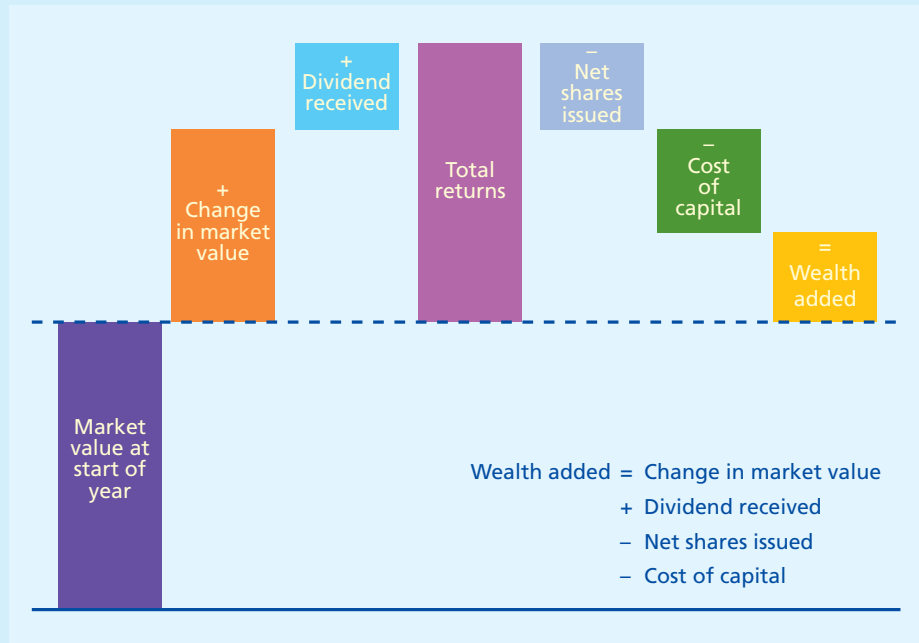 +
Change
in market
value
+
Dividend
received
Total
returns
–
Net
shares
issued
–
Cost
of
capital
=
Wealth
added
Market
value at
start of
year
Wealth added = Change in market value
+ Dividend received
– Net shares issued
– Cost of capital